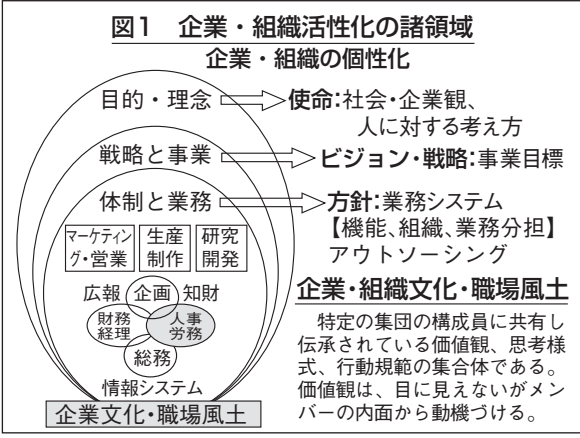 図1 企業・組織活性化の諸領域
企業・組織の個性化
目的・理念
使命:社会・企業観、
人に対する考え方
戦略と事業
ビジョン・戦略:事業目標
体制と業務
方針:業務システム
【機能、組織、業務分担】
アウトソーシング
マーケティン
グ・営業
生産
制作
研究
開発
広報
企画
知財
財務
経理
人事
労務
総務
情報システム
企業文化・職場風土
企業・組織文化・職場風土
特定の集団の構成員に共有し
伝承されている価値観、思考様
式、行動規範の集合体である。
価値観は、目に見えないがメン
バーの内面から動機づける。